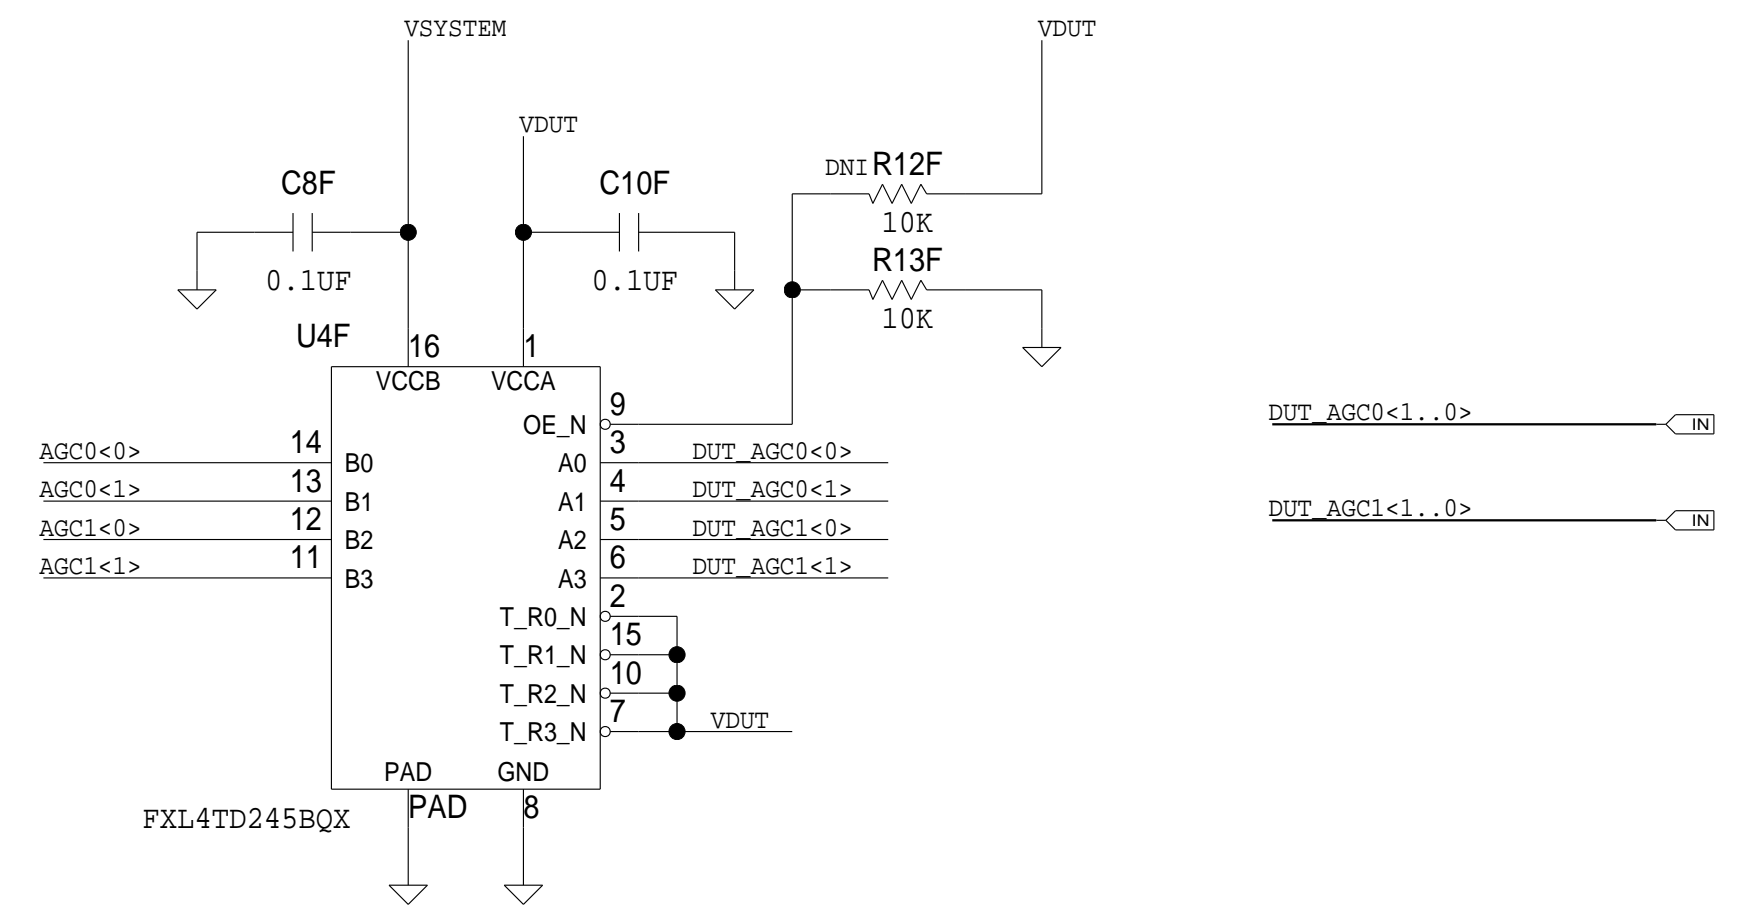 VSYSTEM
VDUT
VDUT
DNI R12F
C8F
C10F
10K
R13F
0.1UF
0.1UF
10K
U4F
16
1
VCCB
VCCA
9
OE_N
DUT_AGC0<1..0>
IN
AGC0<0>
14
B0
A0
3
DUT_AGC0<0>
AGC0<1>
13
B1
A1
4
DUT_AGC0<1>
DUT_AGC1<1..0>
IN
AGC1<0>
12
B2
A2
5
DUT_AGC1<0>
AGC1<1>
11
B3
A3
6
DUT_AGC1<1>
2
T_R0_N
15
T_R1_N
10
T_R2_N
7
T_R3_N
VDUT
PAD
GND
FXL4TD245BQX
PAD
8